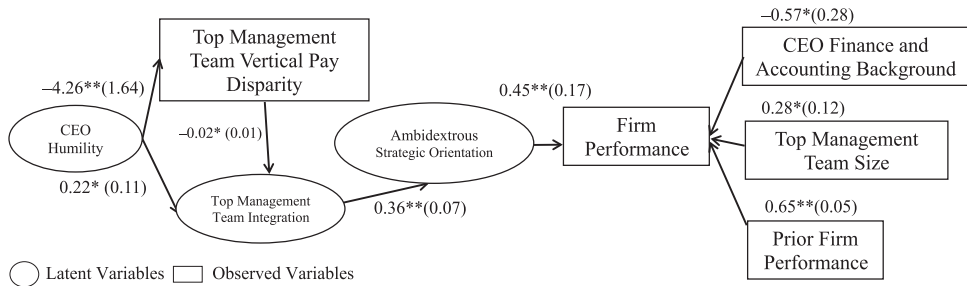 –0.57*(0.28)
Top Management
Team Vertical Pay
Disparity
CEO Finance and
Accounting Background
–4.26**(1.64)
0.45**(0.17)
0.28*(0.12)
CEO
Humility
–0.02* (0.01)
Ambidextrous
Strategic Orientation
Firm
Performance
Top Management
Team Size
0.22* (0.11)
Top Management
Team Integration
0.36**(0.07)
0.65**(0.05)
Prior Firm
Performance
Latent Variables
Observed Variables